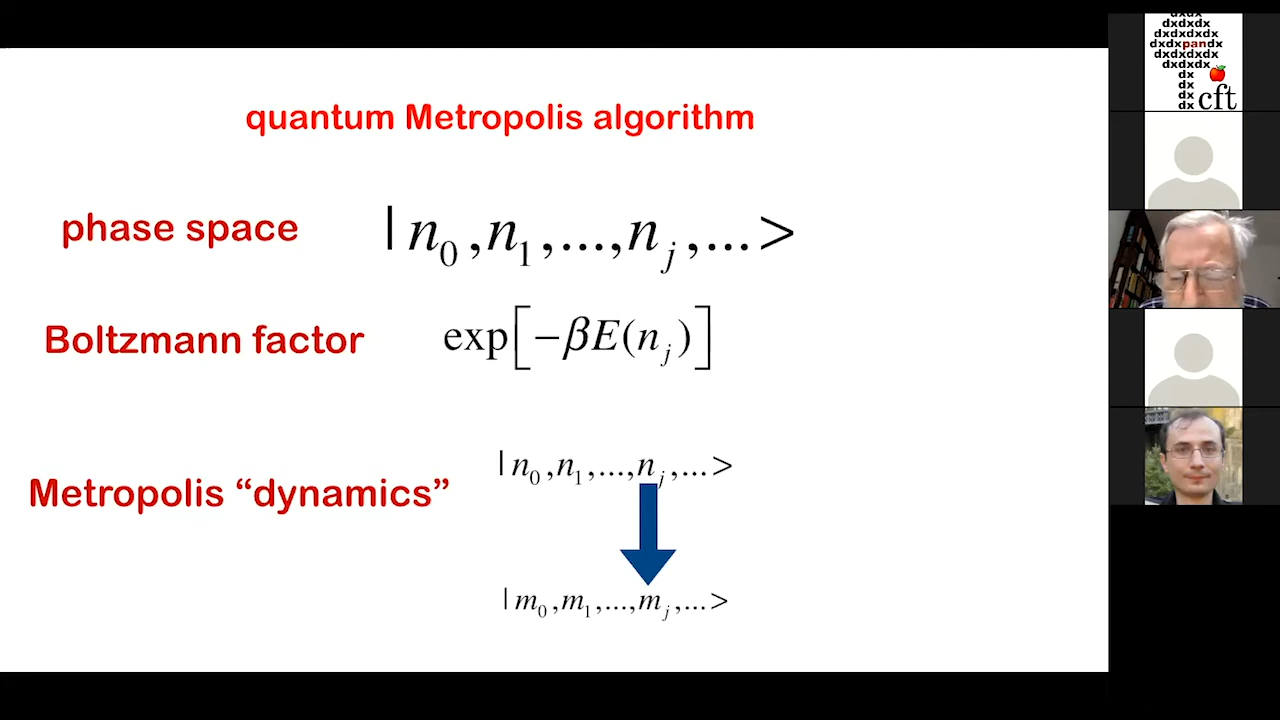 quantum Metropolis algorithm
phase space
| n₀ , n₁ ,..., nⱼ ,... >
Boltzmann factor
exp[−βE(nⱼ)]
| n₀ , n₁ ,..., nⱼ ,... >
Metropolis “dynamics”
| m₀ , m₁ ,..., mⱼ ,... >
dxdx
dxdxdx
dxdxdxdx
dxdxpandx
dxdxdxdx
dxdxdx
dx
dx
dx
dx cft